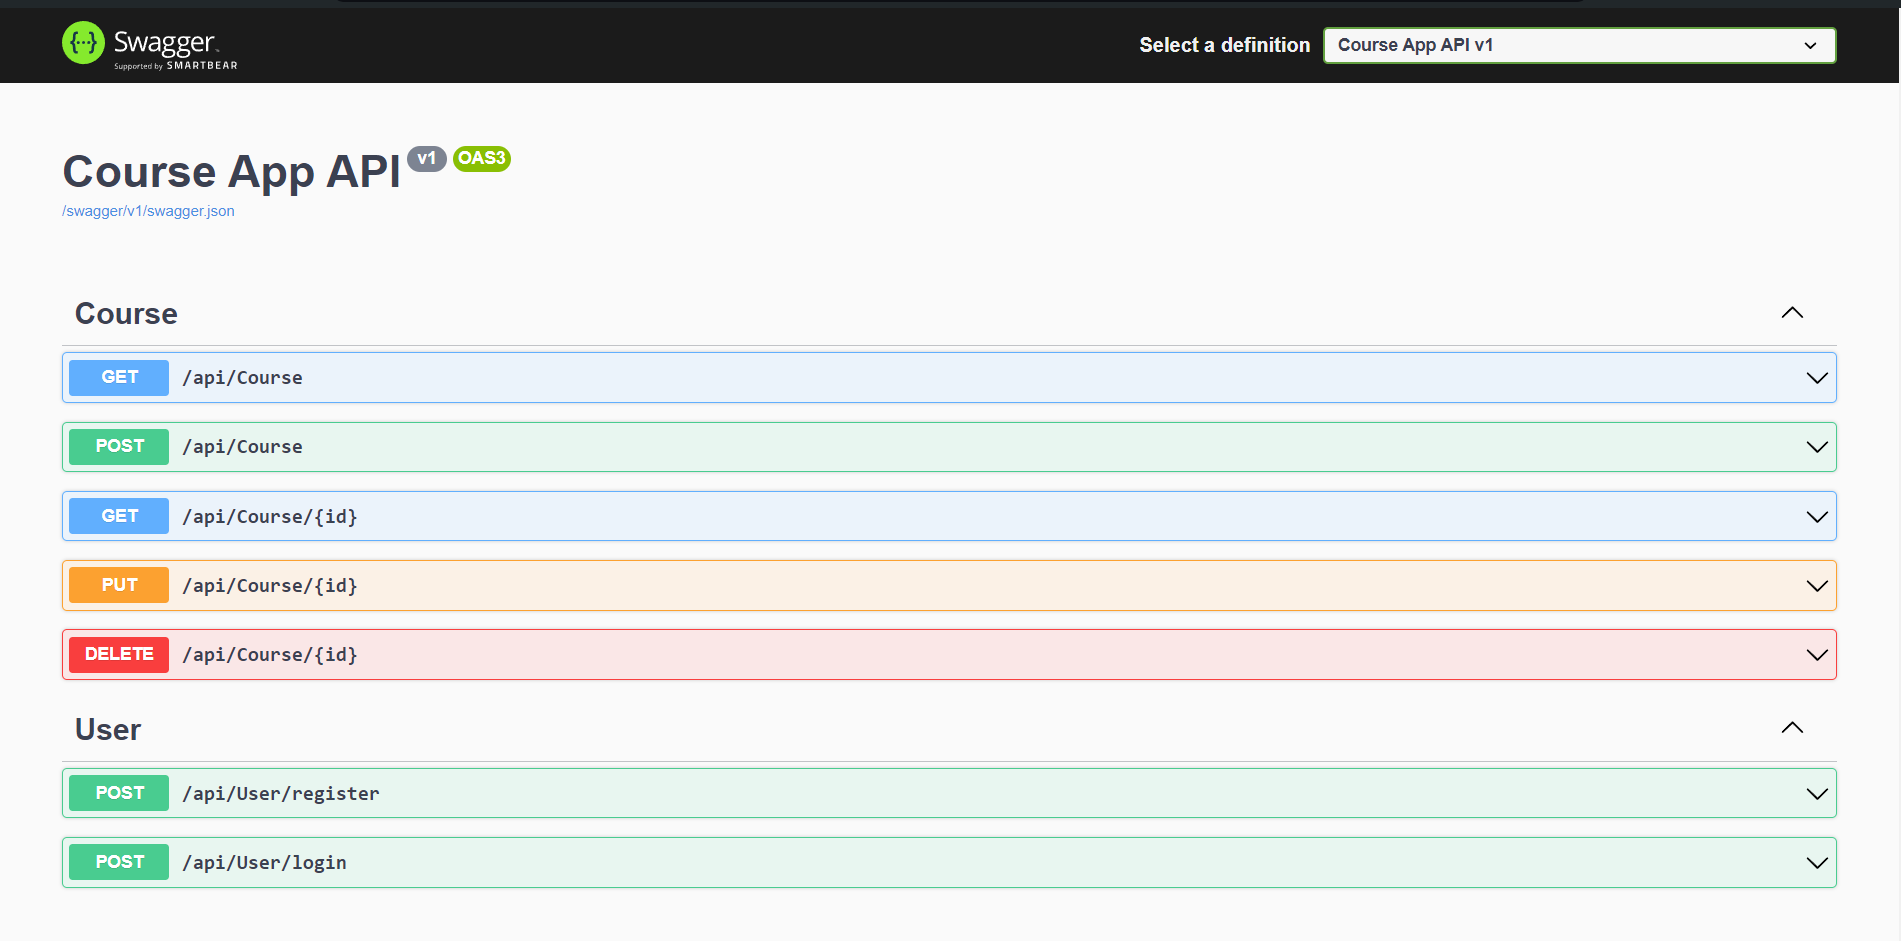 {···} Swagger.
Supported by SMARTBEAR
Select a definition
Course App API v1
Course App API v1 OAS3
/swagger/v1/swagger.json
Course
GET /api/Course
POST /api/Course
GET /api/Course/{id}
PUT /api/Course/{id}
DELETE /api/Course/{id}
User
POST /api/User/register
POST /api/User/login